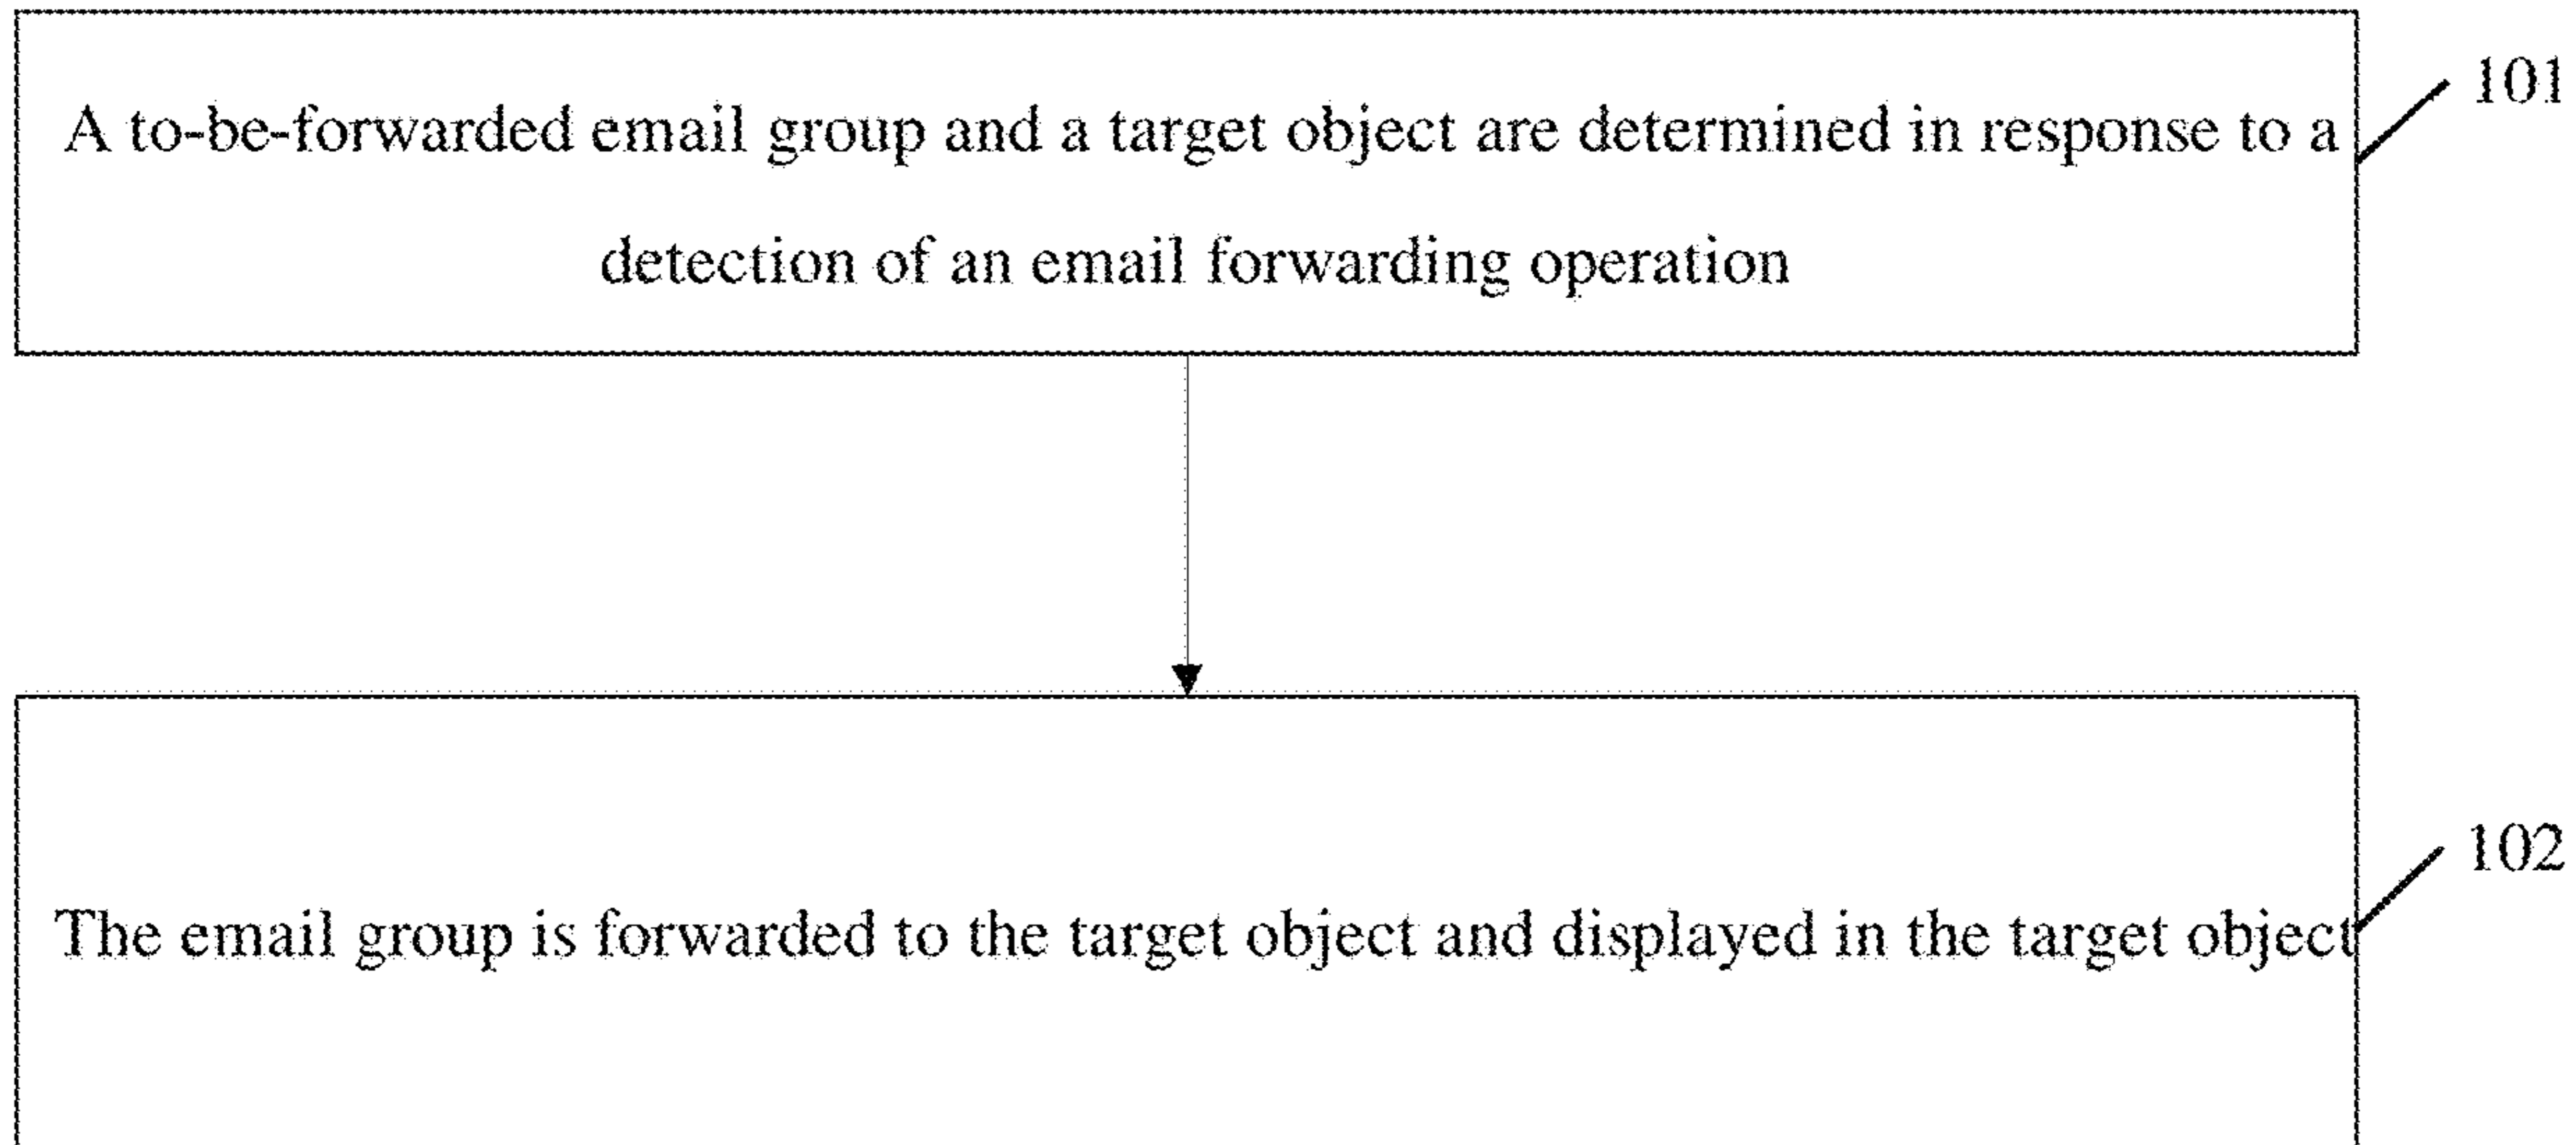 A to-be-forwarded email group and a target object are determined in response to a
detection of an email forwarding operation
101
The email group is forwarded to the target object and displayed in the target object
102